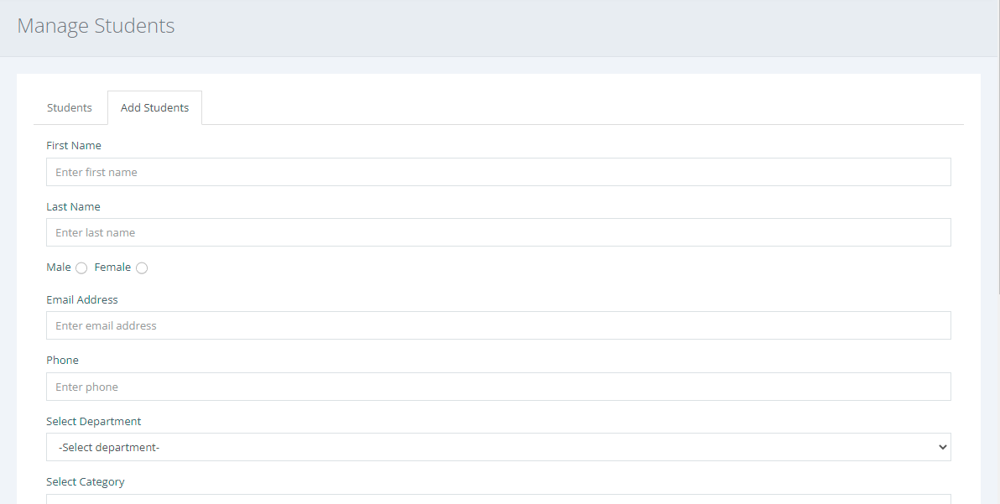 Manage Students
Students Add Students
First Name
Enter first name
Last Name
Enter last name
Male Female
Email Address
Enter email address
Phone
Enter phone
Select Department
-Select department-
Select Category